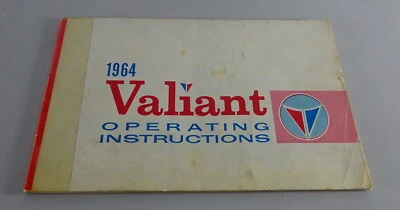 1964
Valiant
OPERATING
INSTRUCTIONS